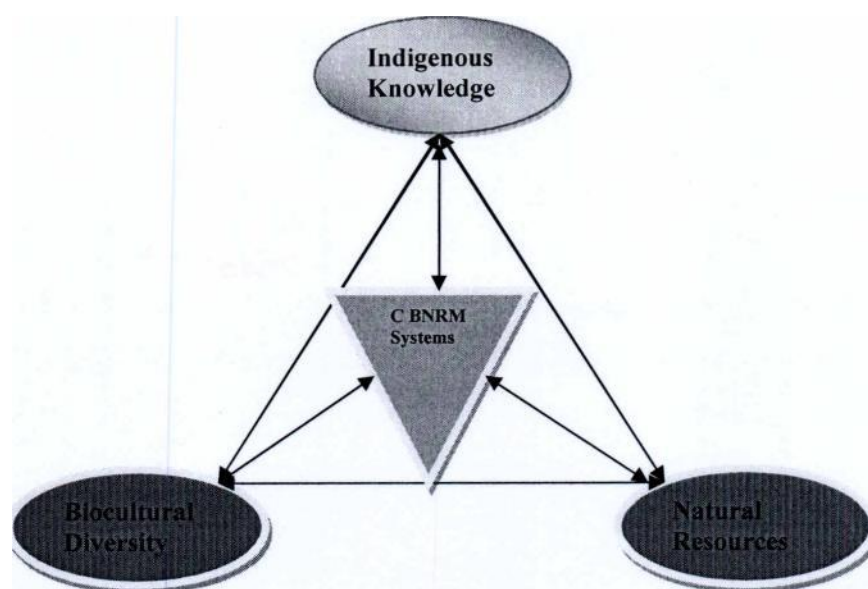 Indigenous
Knowledge
C BNRM
Systems
Biocultural
Diversity
Natural
Resources